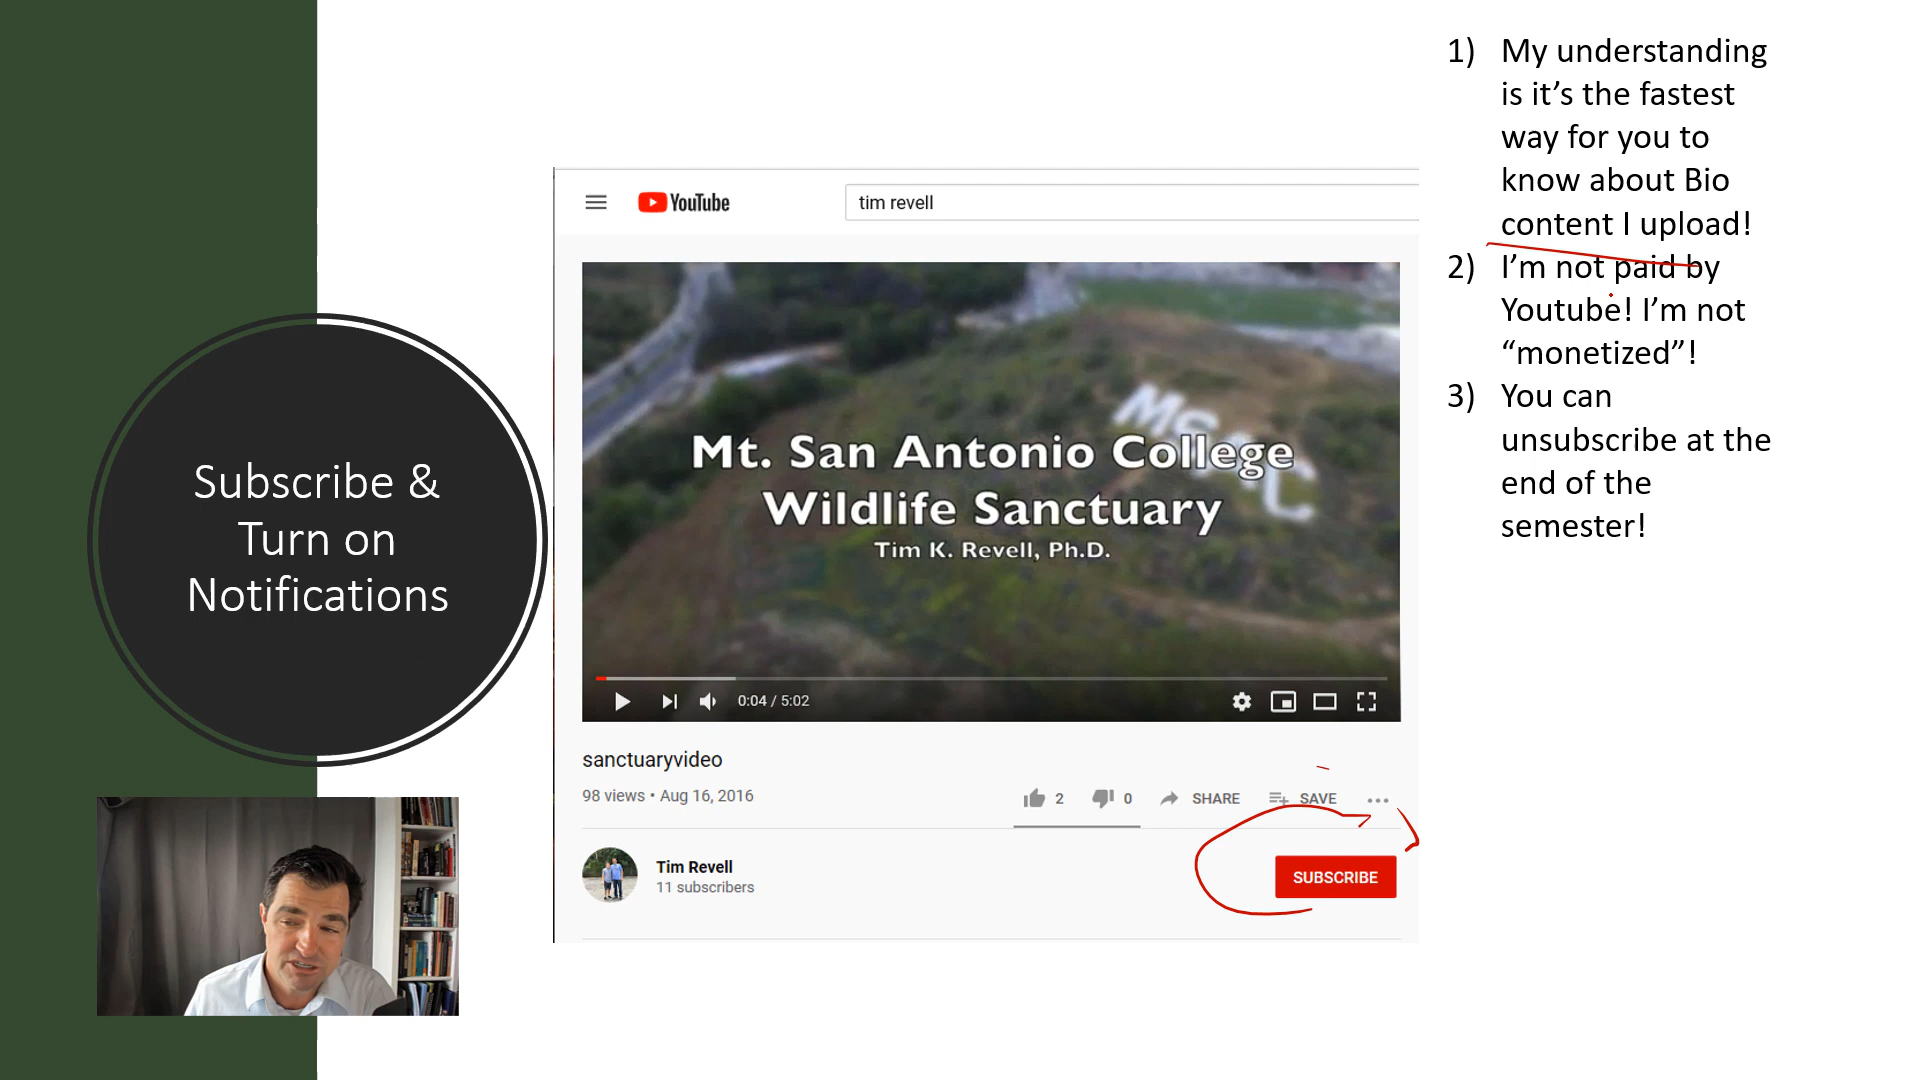 Subscribe &
Turn on
Notifications
YouTube
tim revell
MSAC
Mt. San Antonio College
Wildlife Sanctuary
Tim K. Revell, Ph.D.
0:04 / 5:02
sanctuaryvideo
98 views • Aug 16, 2016
2
0
SHARE
SAVE
Tim Revell
11 subscribers
SUBSCRIBE
1) My understanding
is it’s the fastest
way for you to
know about Bio
content I upload!
2) I’m not paid by
Youtube! I’m not
“monetized”!
3) You can
unsubscribe at the
end of the
semester!